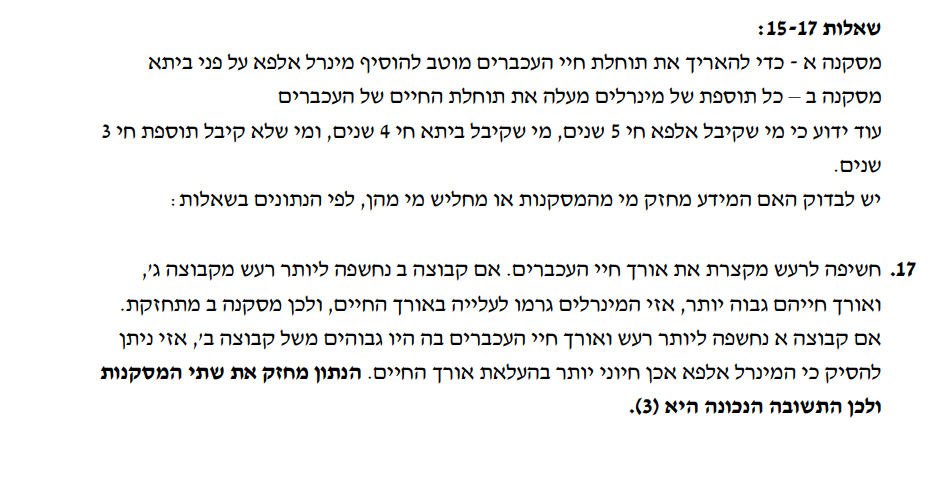 שאלות 15-17:
מסקנה א - כדי להאריך את תוחלת חיי העכברים מוטב להוסיף מינרל אלפא על פני ביתא
מסקנה ב – כל תוספת של מינרלים מעלה את תוחלת החיים של העכברים
עוד ידוע כי מי שקיבל אלפא חי 5 שנים, מי שקיבל ביתא חי 4 שנים, ומי שלא קיבל תוספת חי 3
שנים.
יש לבדוק האם המידע מחזק מי מהמסקנות או מחליש מי מהן, לפי הנתונים בשאלות:
17. חשיפה לרעש מקצרת את אורך חיי העכברים. אם קבוצה ב נחשפה ליותר רעש מקבוצה ג',
ואורך חייהם גבוה יותר, אזי המינרלים גרמו לעלייה באורך החיים, ולכן מסקנה ב מתחזקת.
אם קבוצה א נחשפה ליותר רעש ואורך חיי העכברים בה היו גבוהים משל קבוצה ב', אזי ניתן
להסיק כי המינרל אלפא אכן חיוני יותר בהעלאת אורך החיים. הנתון מחזק את שתי המסקנות
ולכן התשובה הנכונה היא (3).